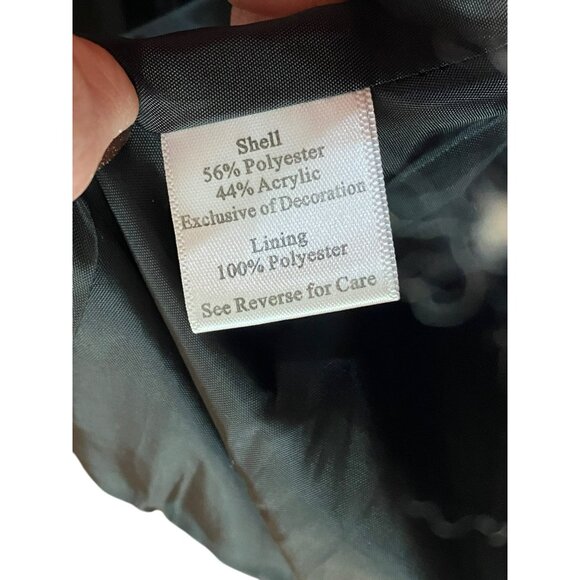 Shell
56% Polyester
44% Acrylic
Exclusive of Decoration
Lining
100% Polyester
See Reverse for Care